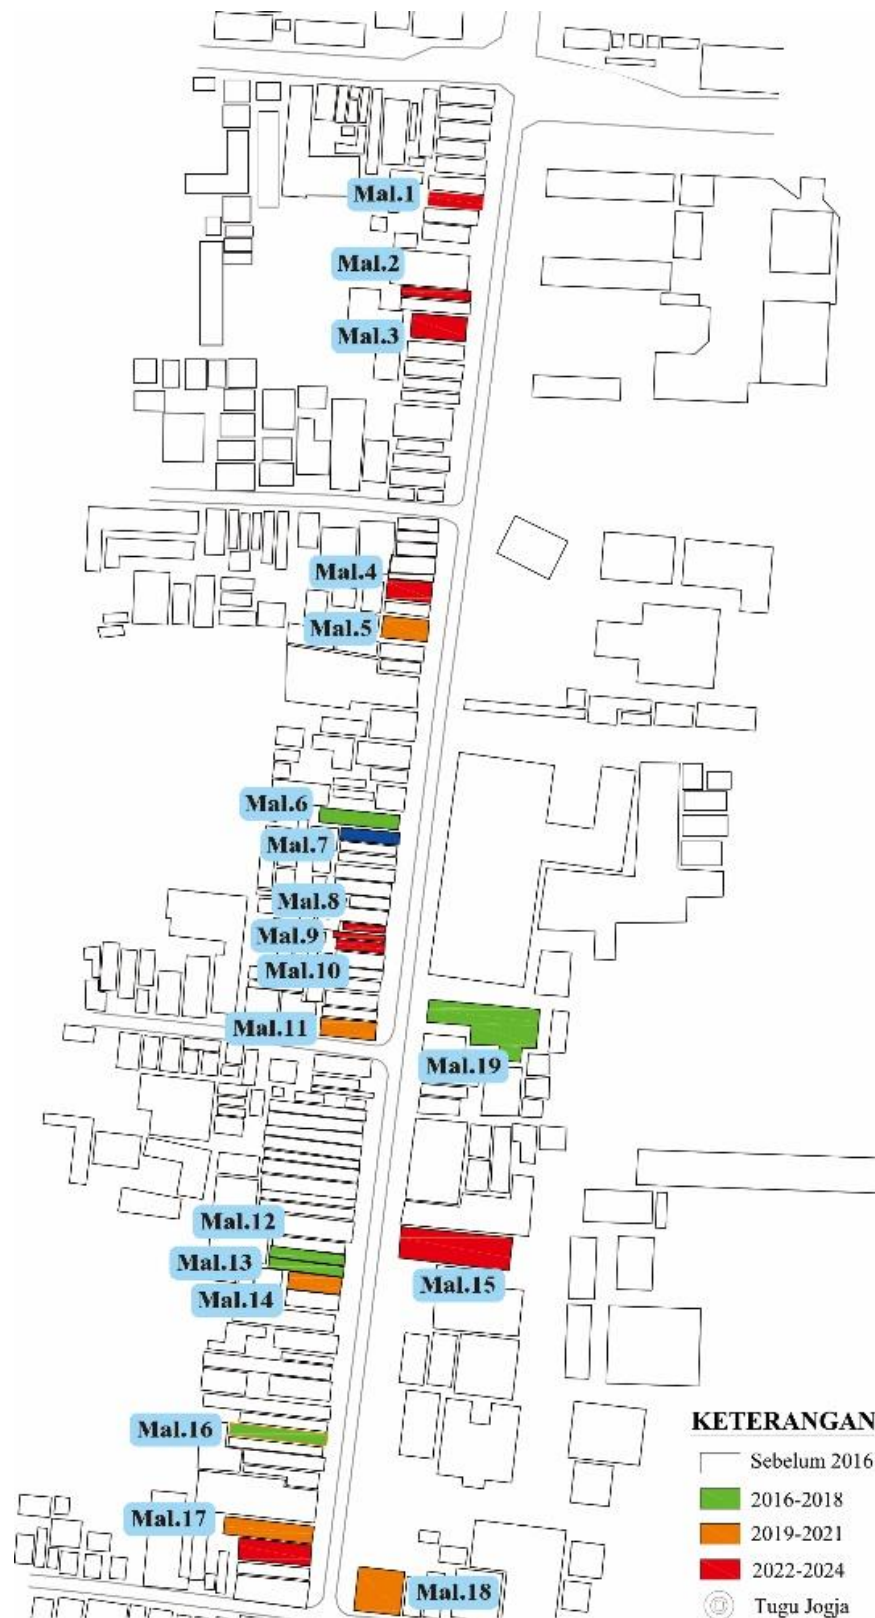 Mal.1
Mal.2
Mal.3
Mal.4
Mal.5
Mal.6
Mal.7
Mal.8
Mal.9
Mal.10
Mal.11
Mal.19
Mal.12
Mal.13
Mal.14
Mal.15
Mal.16
Mal.17
Mal.18
KETERANGAN
Sebelum 2016
2016-2018
2019-2021
2022-2024
Tugu Jogja